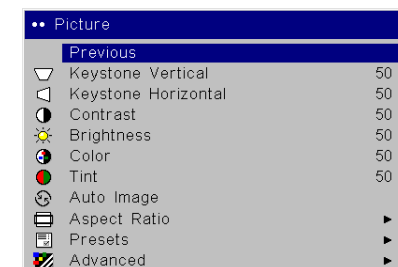 Picture
Previous
Keystone Vertical 50
Keystone Horizontal 50
Contrast 50
Brightness 50
Color 50
Tint 50
Auto Image
Aspect Ratio
Presets
Advanced